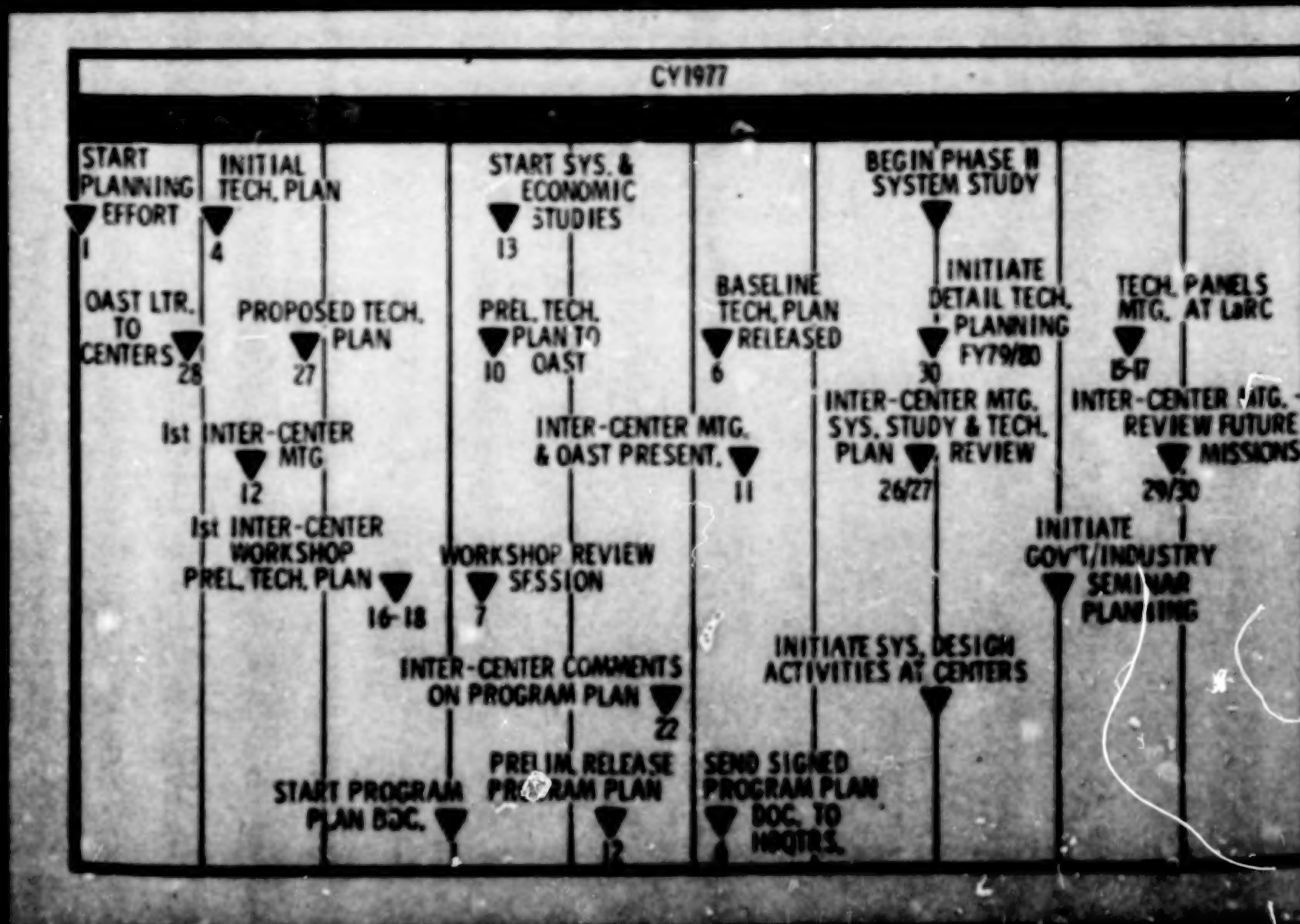 CY1977
START
PLANNING
EFFORT
1
INITIAL
TECH. PLAN
4
START SYS. &
ECONOMIC
STUDIES
13
BEGIN PHASE II
SYSTEM STUDY
OAST LTR.
TO
CENTERS
28
PROPOSED TECH.
PLAN
27
PREL. TECH.
PLAN TO
OAST
10
BASELINE
TECH. PLAN
RELEASED
6
INITIATE
DETAIL TECH.
PLANNING
FY79/80
30
TECH. PANELS
MTG. AT LaRC
15-17
1st INTER-CENTER
MTG
12
INTER-CENTER MTG.
& OAST PRESENT.
11
INTER-CENTER MTG.
SYS. STUDY & TECH.
PLAN REVIEW
26/27
INTER-CENTER MTG. -
REVIEW FUTURE
MISSIONS
29/30
1st INTER-CENTER
WORKSHOP
PREL. TECH. PLAN
16-18
WORKSHOP REVIEW
SESSION
7
INITIATE
GOV'T/INDUSTRY
SEMINAR
PLANNING
INTER-CENTER COMMENTS
ON PROGRAM PLAN
22
INITIATE SYS. DESIGN
ACTIVITIES AT CENTERS
START PROGRAM
PLAN DOC.
1
PRELIM. RELEASE
PROGRAM PLAN
12
SEND SIGNED
PROGRAM PLAN
DOC. TO
HDQTRS.